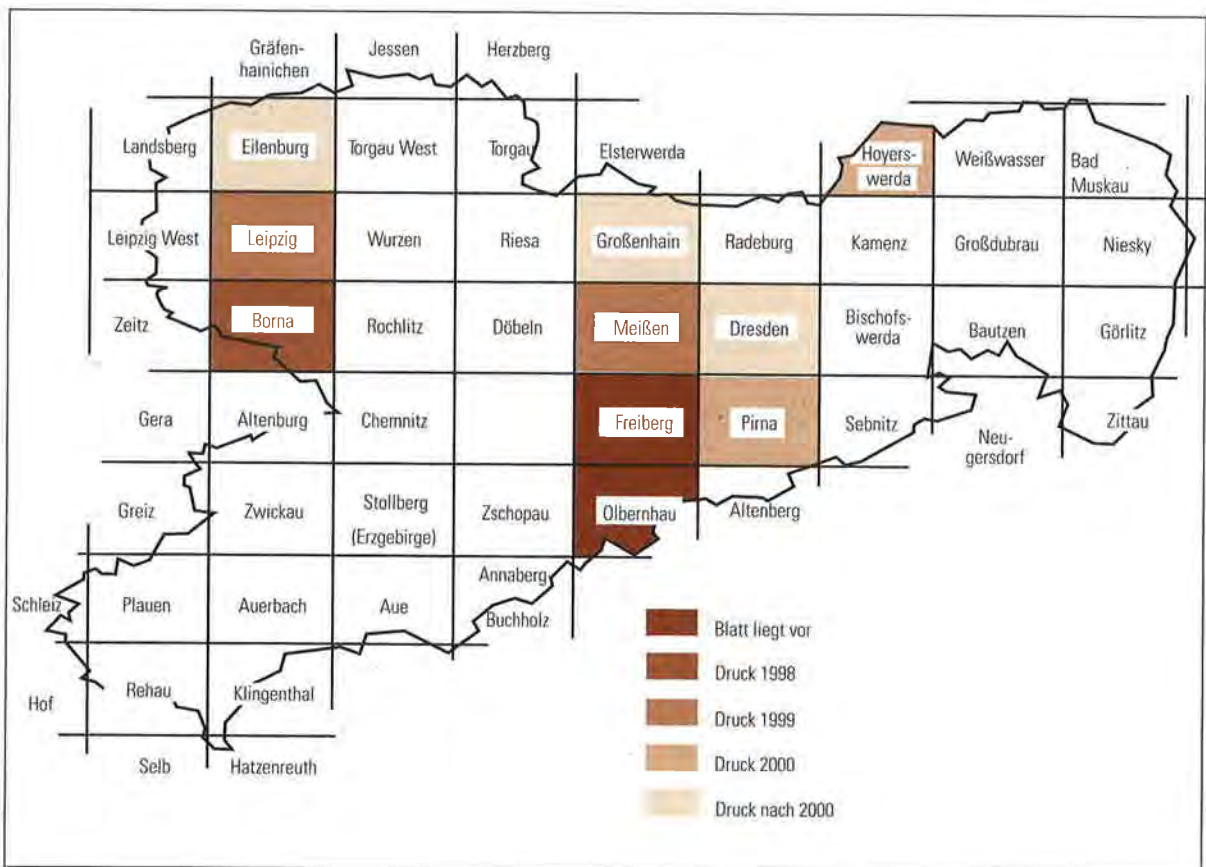 Gräfen-
hainichen
Jessen
Herzberg
Landsberg
Eilenburg
Torgau West
Torgau
Elsterwerda
Hoyers-
werda
Weißwasser
Bad
Muskau
Leipzig West
Leipzig
Wurzen
Riesa
Großenhain
Radeburg
Kamenz
Großdubrau
Niesky
Zeitz
Borna
Rochlitz
Döbeln
Meißen
Dresden
Bischofs-
werda
Bautzen
Görlitz
Gera
Altenburg
Chemnitz
Freiberg
Pirna
Sebnitz
Neu-
gersdorf
Zittau
Greiz
Zwickau
Stollberg
(Erzgebirge)
Zschopau
Olbernhau
Altenberg
Schleiz
Plauen
Auerbach
Aue
Annaberg
Buchholz
Hof
Rehau
Klingenthal
Selb
Hatzenreuth
Blatt liegt vor
Druck 1998
Druck 1999
Druck 2000
Druck nach 2000